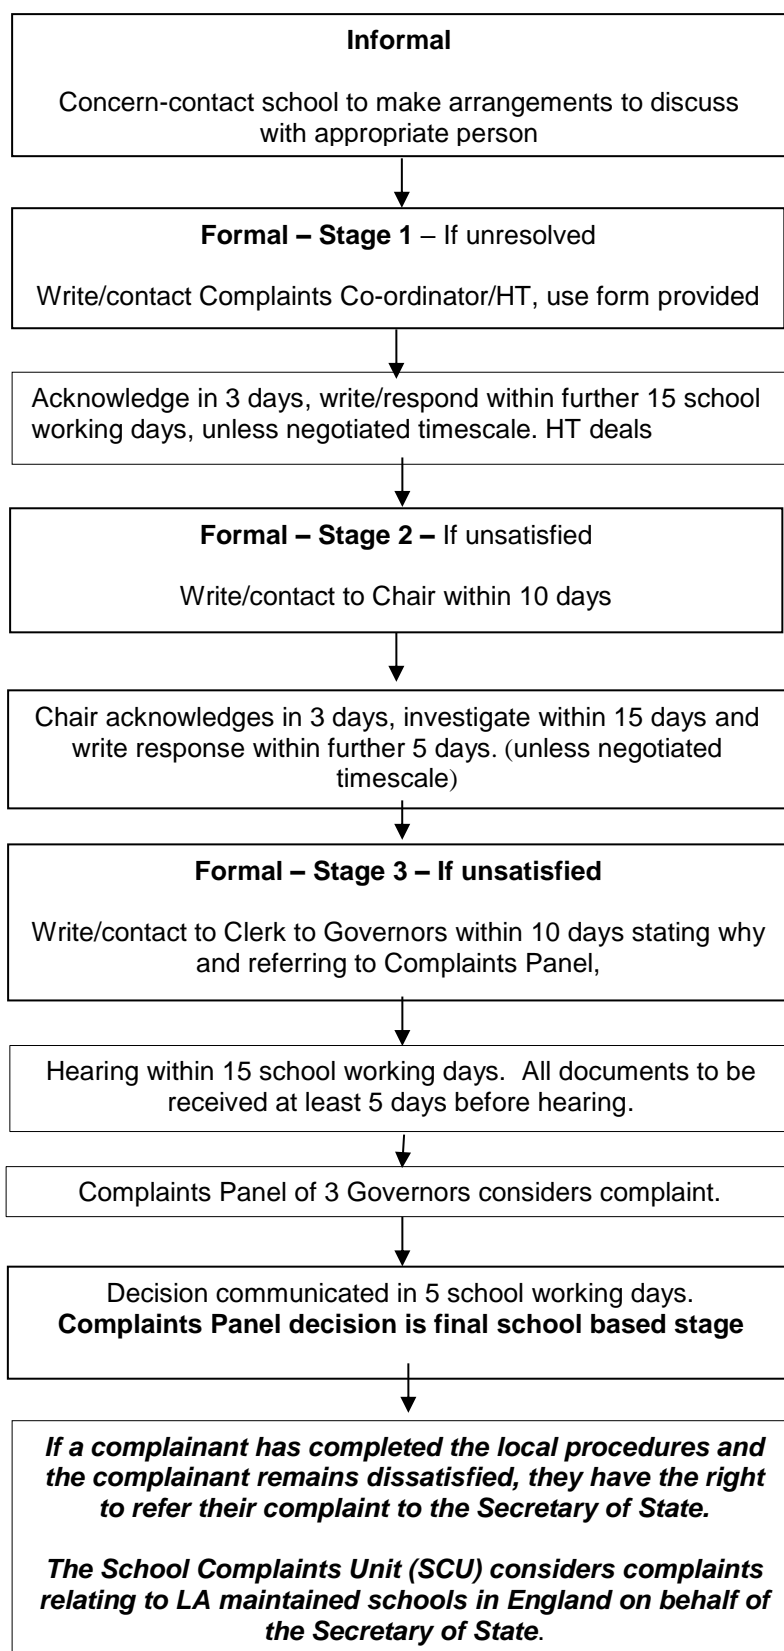 Informal
Concern-contact school to make arrangements to discuss
with appropriate person
Formal – Stage 1 – If unresolved
Write/contact Complaints Co-ordinator/HT, use form provided
Acknowledge in 3 days, write/respond within further 15 school
working days, unless negotiated timescale. HT deals
Formal – Stage 2 – If unsatisfied
Write/contact to Chair within 10 days
Chair acknowledges in 3 days, investigate within 15 days and
write response within further 5 days. (unless negotiated
timescale)
Formal – Stage 3 – If unsatisfied
Write/contact to Clerk to Governors within 10 days stating why
and referring to Complaints Panel,
Hearing within 15 school working days.  All documents to be
received at least 5 days before hearing.
Complaints Panel of 3 Governors considers complaint.
Decision communicated in 5 school working days.
Complaints Panel decision is final school based stage
If a complainant has completed the local procedures and
the complainant remains dissatisfied, they have the right
to refer their complaint to the Secretary of State.
The School Complaints Unit (SCU) considers complaints
relating to LA maintained schools in England on behalf of
the Secretary of State.